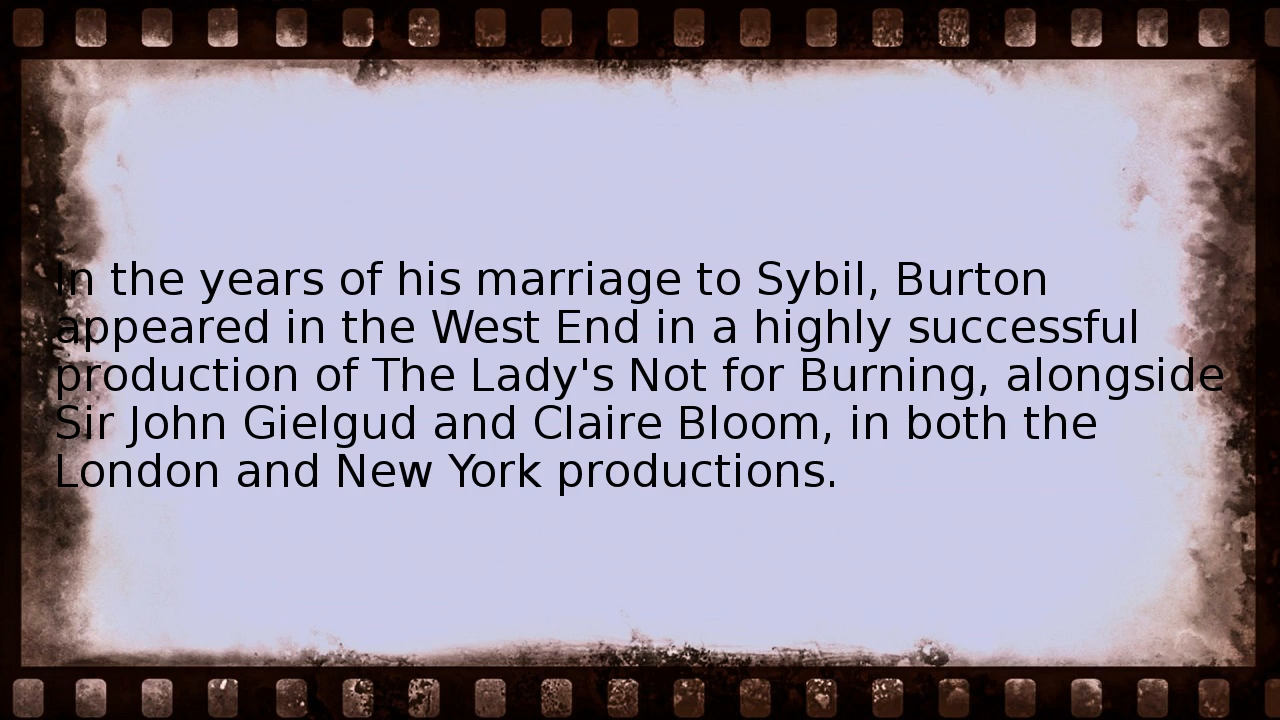 In the years of his marriage to Sybil, Burton
appeared in the West End in a highly successful
production of The Lady's Not for Burning, alongside
Sir John Gielgud and Claire Bloom, in both the
London and New York productions.